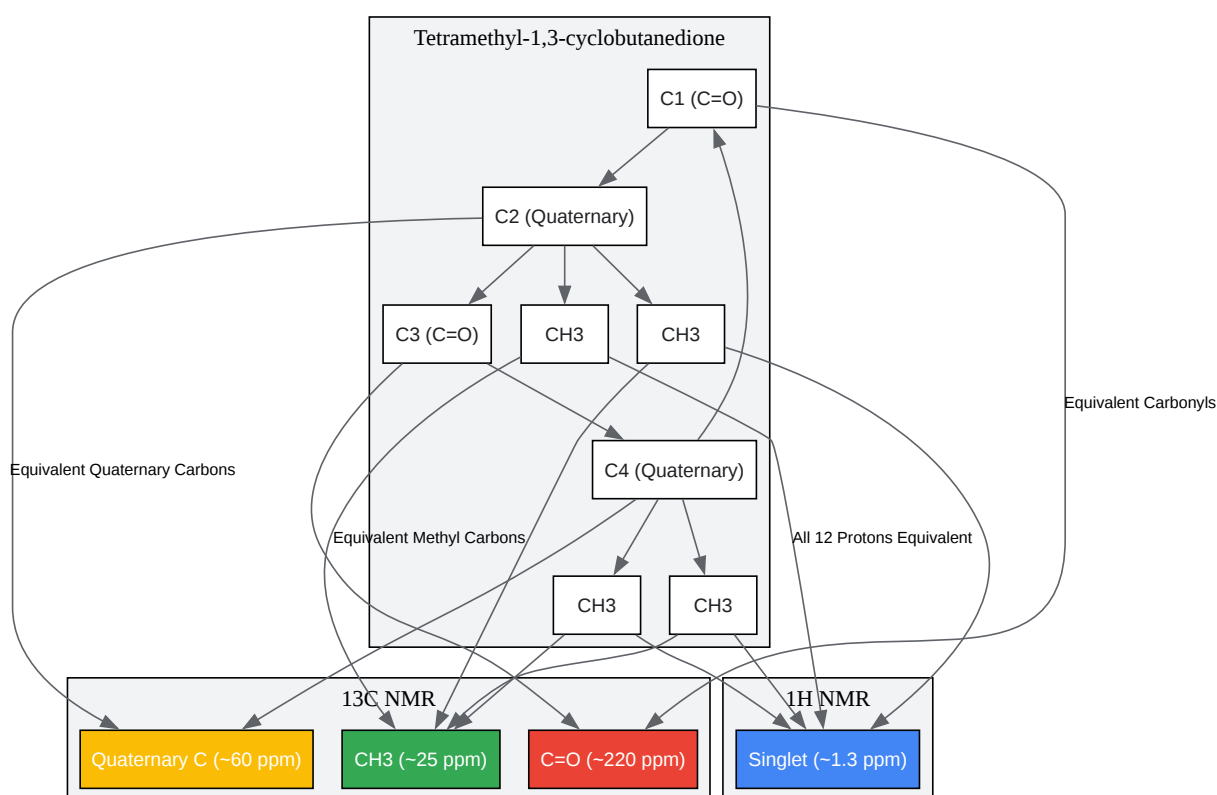 Tetramethyl-1,3-cyclobutanedione
C1 (C=O)
C2 (Quaternary)
C3 (C=O)
CH3
CH3
Equivalent Carbonyls
C4 (Quaternary)
Equivalent Quaternary Carbons
Equivalent Methyl Carbons
All 12 Protons Equivalent
CH3
CH3
13C NMR
1H NMR
Quaternary C (~60 ppm)
CH3 (~25 ppm)
C=O (~220 ppm)
Singlet (~1.3 ppm)